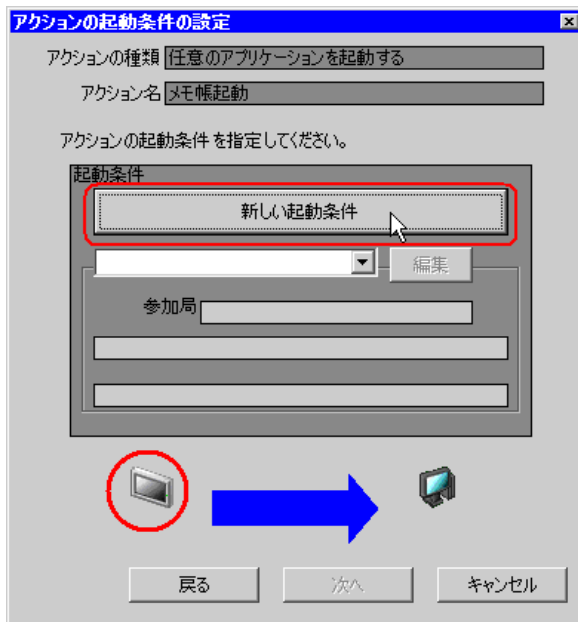 アクションの起動条件の設定
アクションの種類 任意のアプリケーションを起動する
アクション名 メモ帳起動
アクションの起動条件 を指定してください。
起動条件
新しい起動条件
編集
参加局
戻る 次へ キャンセル